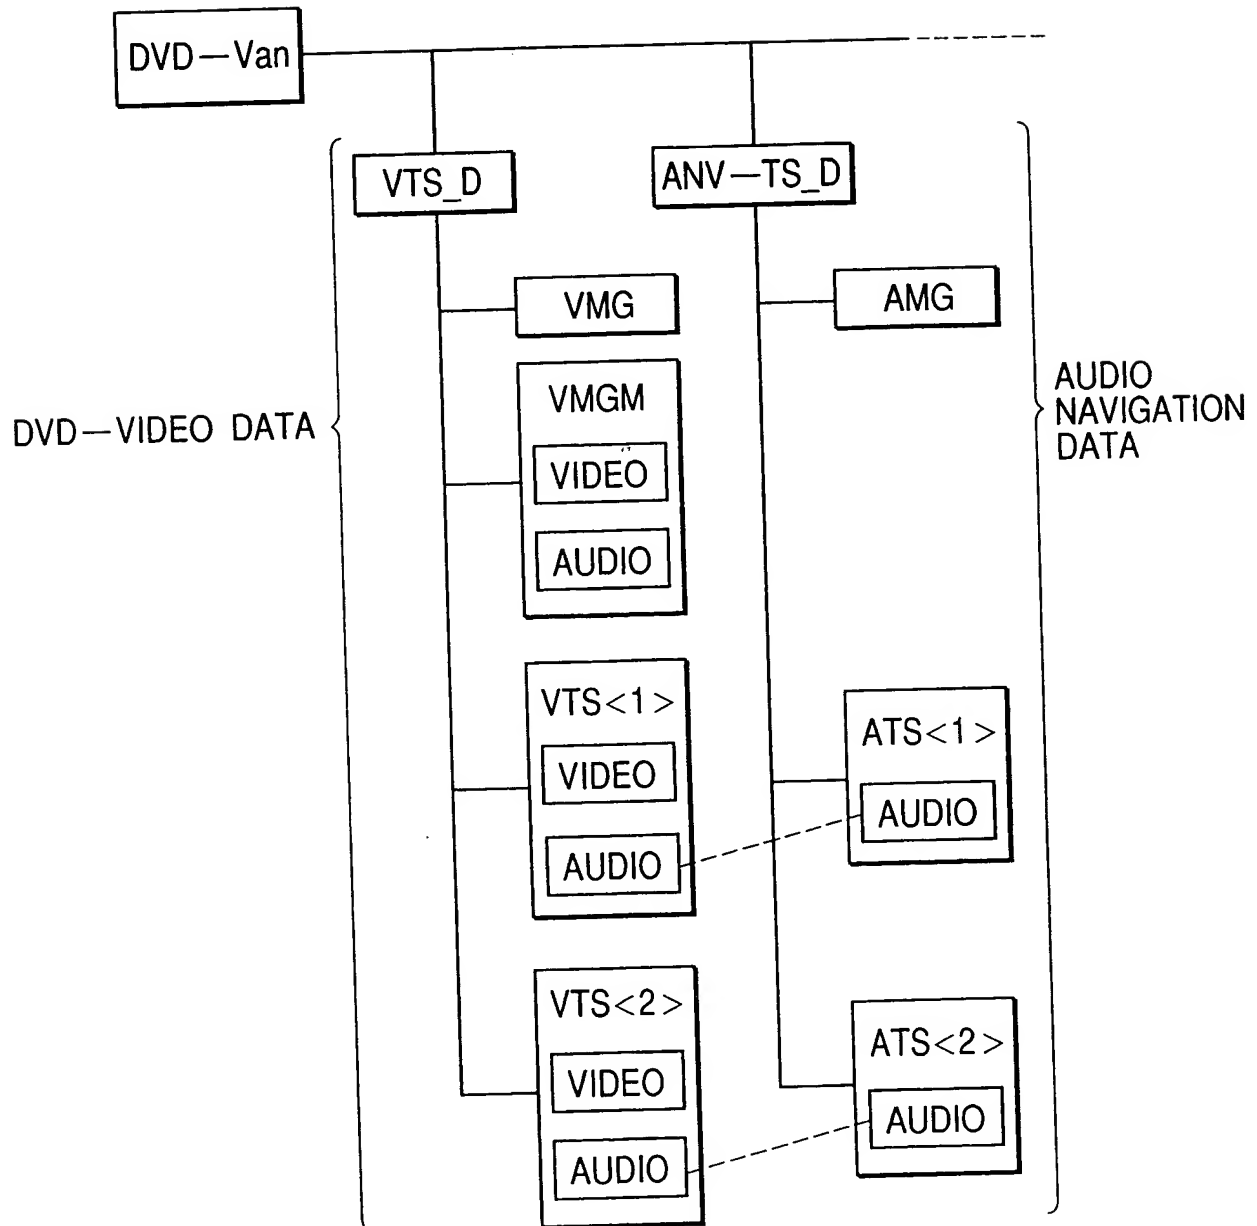 DVD—Van
VTS_D
ANV—TS_D
VMG
AMG
VMGM
VIDEO
AUDIO
DVD—VIDEO DATA
AUDIO
NAVIGATION
DATA
VTS<1>
VIDEO
AUDIO
ATS<1>
AUDIO
VTS<2>
VIDEO
AUDIO
ATS<2>
AUDIO